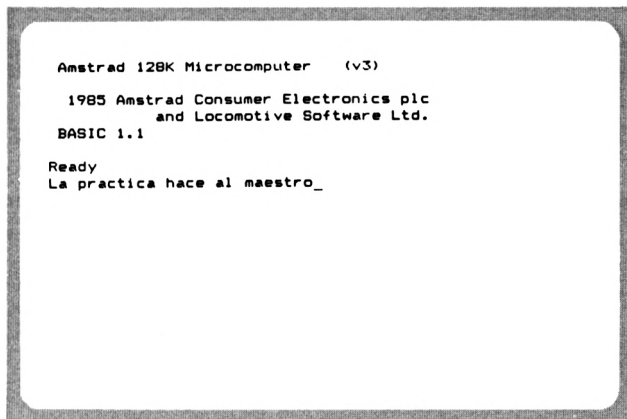 Amstrad 128K Microcomputer (v3)
1985 Amstrad Consumer Electronics plc
and Locomotive Software Ltd.
BASIC 1.1
Ready
La practica hace al maestro_